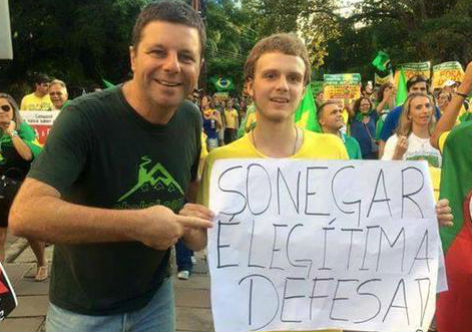 SONEGAR
É LEGÍTIMA
DEFESA!